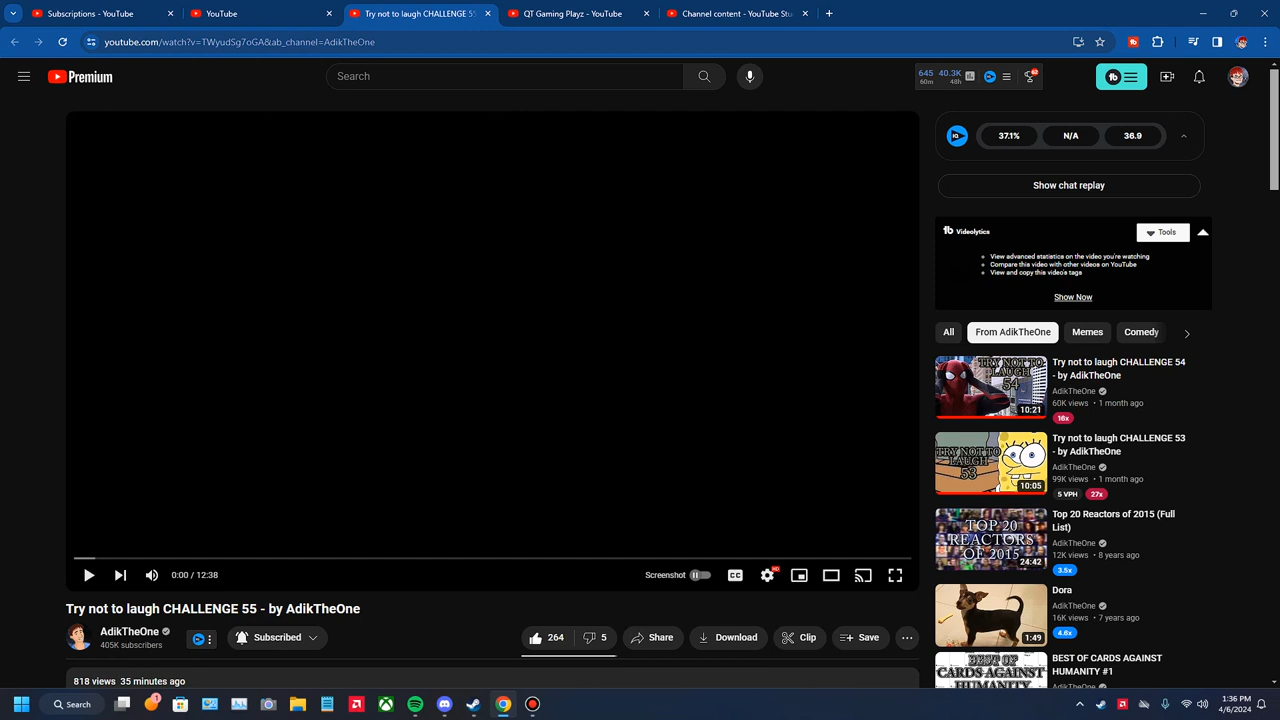 Subscriptions - YouTube
YouTube
Try not to laugh CHALLENGE 55
QT Gaming Playz - YouTube
Channel content - YouTube Stu
youtube.com/watch?v=TWyudSg7oGA&ab_channel=AdikTheOne
Premium
Search
645 40.3K
60m 48h
37.1% N/A 36.9
Show chat replay
Videolytics
Tools
View advanced statistics on the video you're watching
Compare this video with other videos on YouTube
View and copy this video's tags
Show Now
All From AdikTheOne Memes Comedy
TRY NOT TO
LAUGH
54
10:21
Try not to laugh CHALLENGE 54
- by AdikTheOne
AdikTheOne
60K views • 1 month ago
16x
TRY NOT TO
LAUGH
53
10:05
Try not to laugh CHALLENGE 53
- by AdikTheOne
AdikTheOne
99K views • 1 month ago
5 VPH 27x
TOP 20
REACTORS
OF 2015
24:42
Top 20 Reactors of 2015 (Full
List)
AdikTheOne
12K views • 8 years ago
3.5x
1:49
Dora
AdikTheOne
16K views • 7 years ago
4.6x
BEST OF
CARDS AGAINST
HUMANITY
BEST OF CARDS AGAINST
HUMANITY #1
AdikTheOne
0:00 / 12:38
Screenshot
CC
HD
Try not to laugh CHALLENGE 55 - by AdikTheOne
AdikTheOne
405K subscribers
Subscribed
264 5 Share Download Clip Save
818 views 35 minutes ago
Search
1:36 PM
4/6/2024